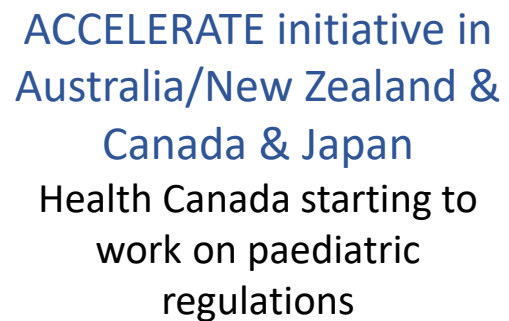 ACCELERATE initiative in
Australia/New Zealand &
Canada & Japan
Health Canada starting to
work on paediatric
regulations